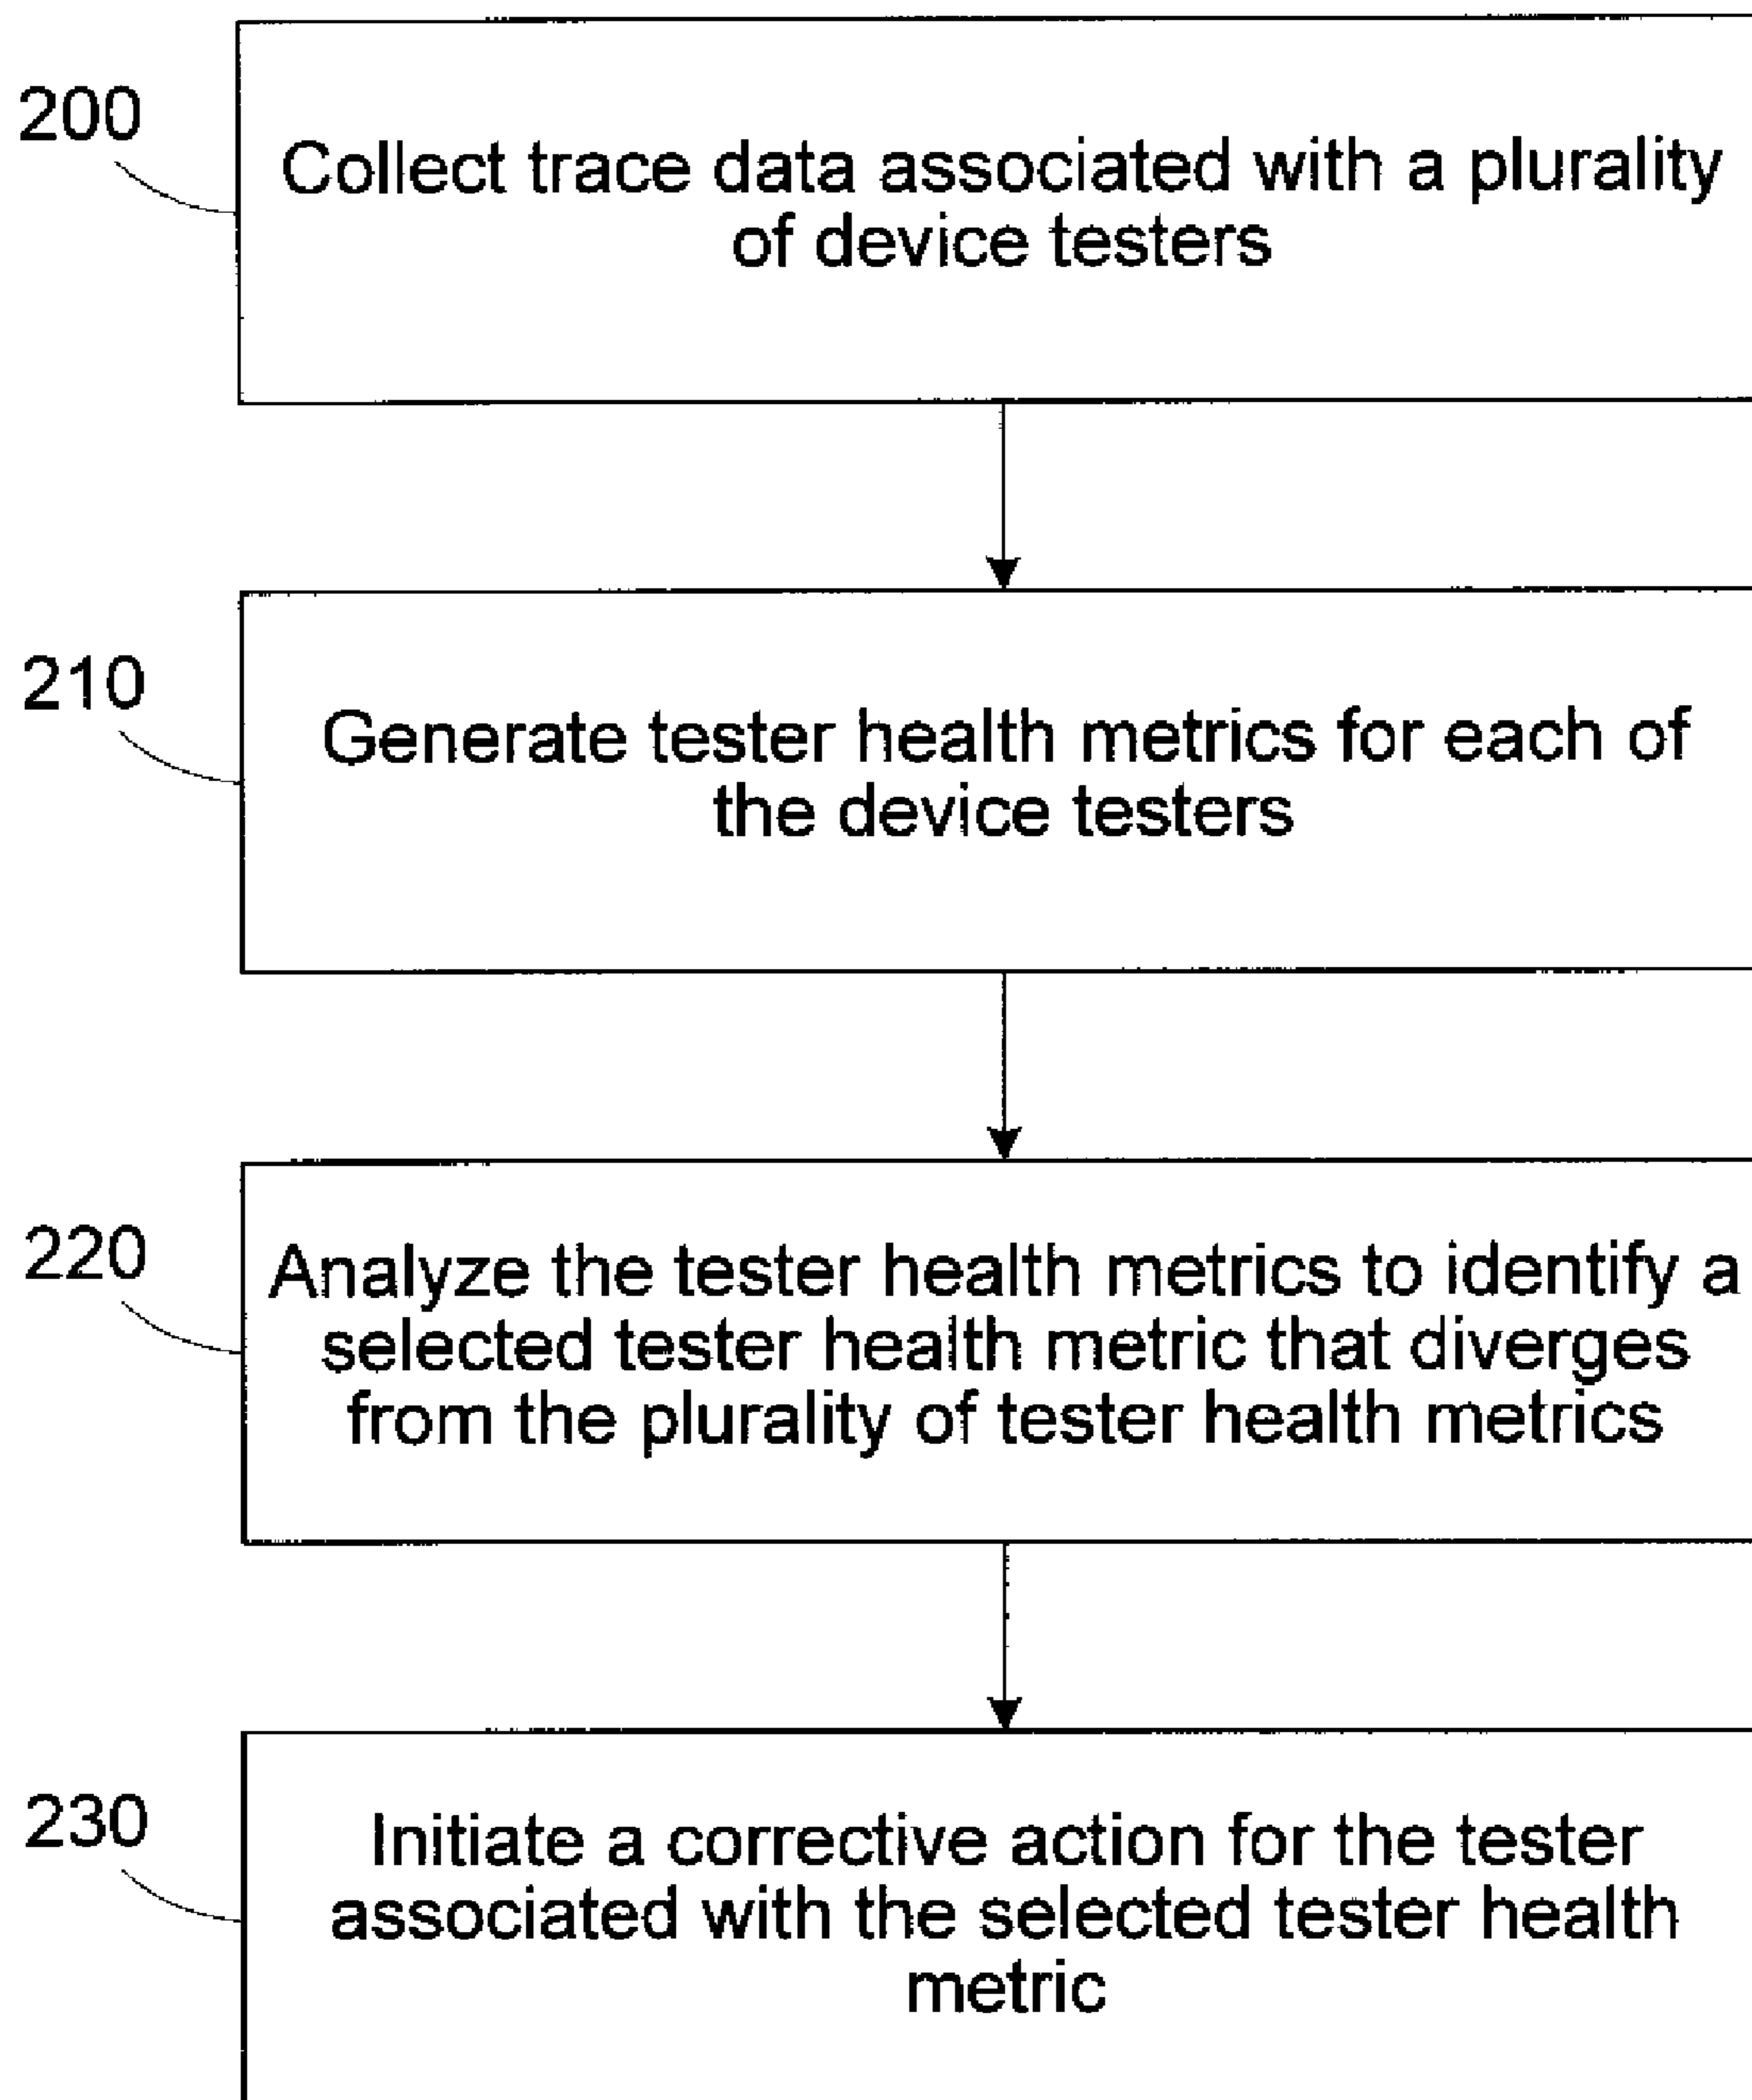 200
Collect trace data associated with a plurality
of device testers
210
Generate tester health metrics for each of
the device testers
220
Analyze the tester health metrics to identify a
selected tester health metric that diverges
from the plurality of tester health metrics
230
Initiate a corrective action for the tester
associated with the selected tester health
metric